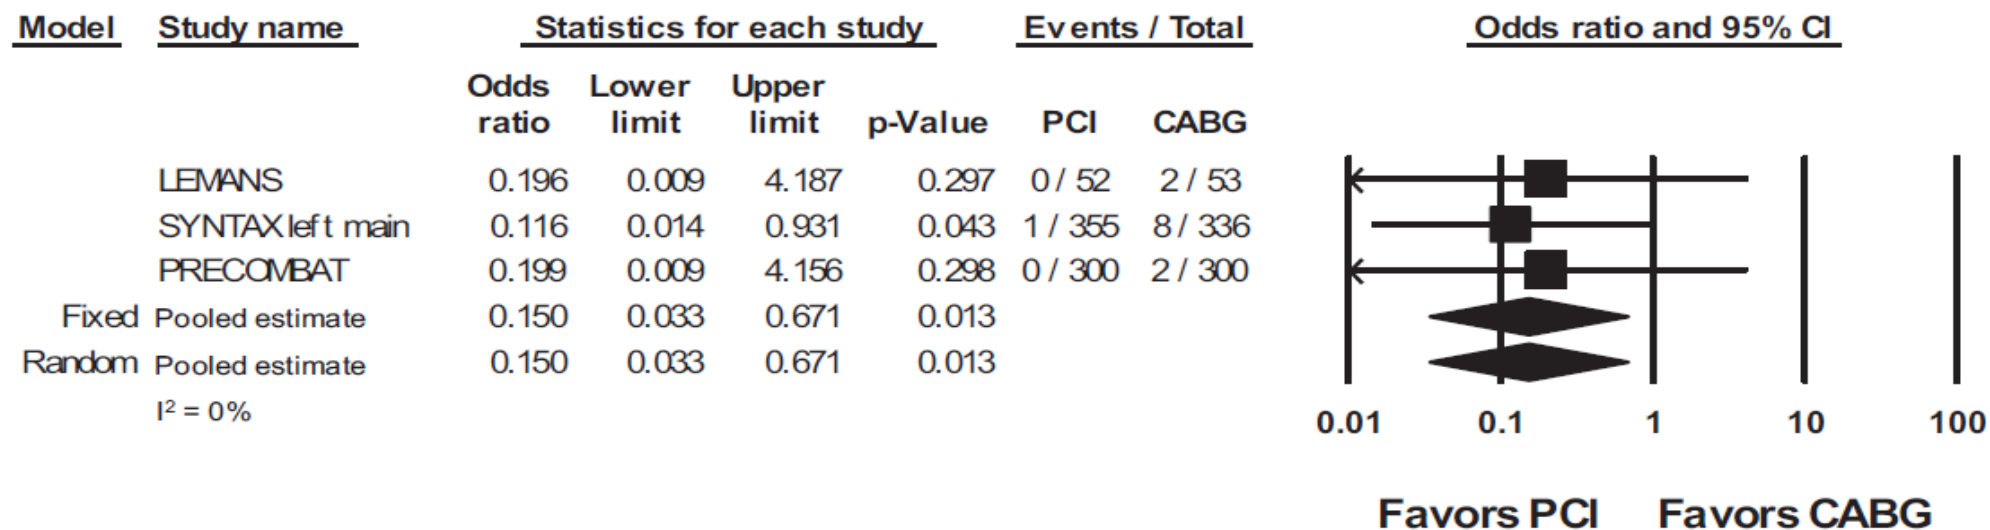 Model Study name Statistics for each study Events / Total Odds ratio and 95% CI
Odds ratio Lower limit Upper limit p-Value PCI CABG
LEMANS 0.196 0.009 4.187 0.297 0 / 52 2 / 53
SYNTAX left main 0.116 0.014 0.931 0.043 1 / 355 8 / 336
PRECOMBAT 0.199 0.009 4.156 0.298 0 / 300 2 / 300
Fixed Pooled estimate 0.150 0.033 0.671 0.013
Random Pooled estimate 0.150 0.033 0.671 0.013
I² = 0%
0.01 0.1 1 10 100
Favors PCI Favors CABG